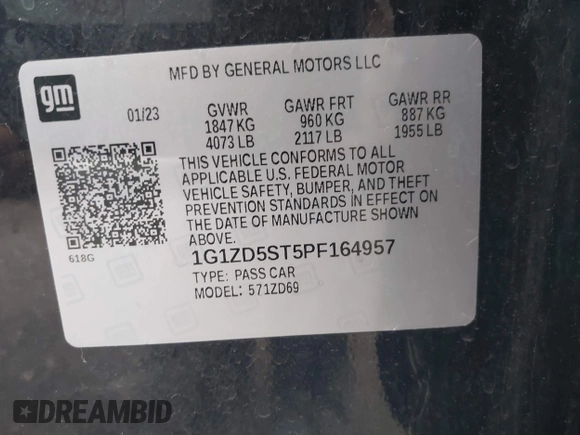 gm
MFD BY GENERAL MOTORS LLC
01/23 GVWR GAWR FRT GAWR RR
1847 KG 960 KG 887 KG
4073 LB 2117 LB 1955 LB
THIS VEHICLE CONFORMS TO ALL
APPLICABLE U.S. FEDERAL MOTOR
VEHICLE SAFETY, BUMPER, AND THEFT
PREVENTION STANDARDS IN EFFECT ON
THE DATE OF MANUFACTURE SHOWN
ABOVE.
618G
1G1ZD5ST5PF164957
TYPE: PASS CAR
MODEL: 571ZD69
DREAMBID